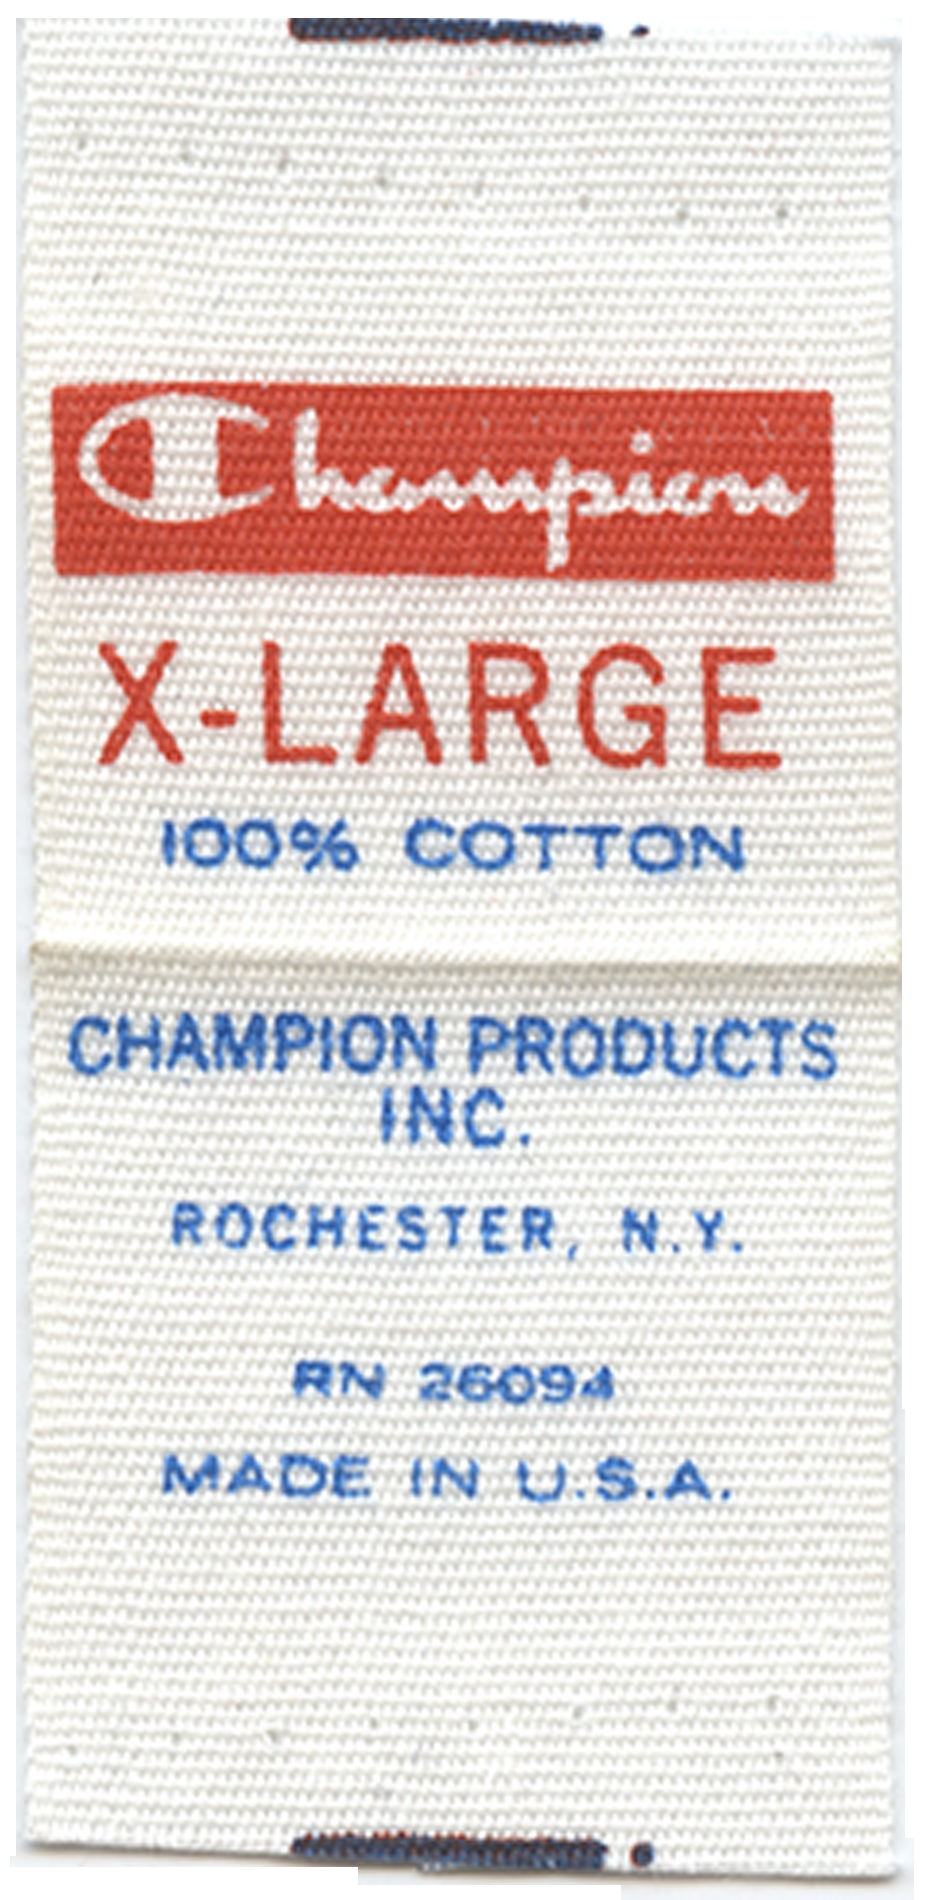 Champion
X-LARGE
100% COTTON
CHAMPION PRODUCTS
INC.
ROCHESTER, N.Y.
RN 26094
MADE IN U.S.A.